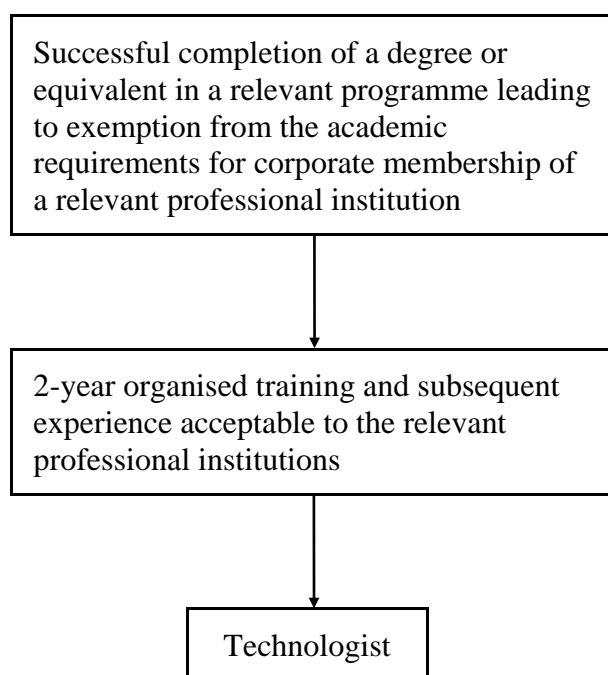 Successful completion of a degree or
equivalent in a relevant programme leading
to exemption from the academic
requirements for corporate membership of
a relevant professional institution
2-year organised training and subsequent
experience acceptable to the relevant
professional institutions
Technologist